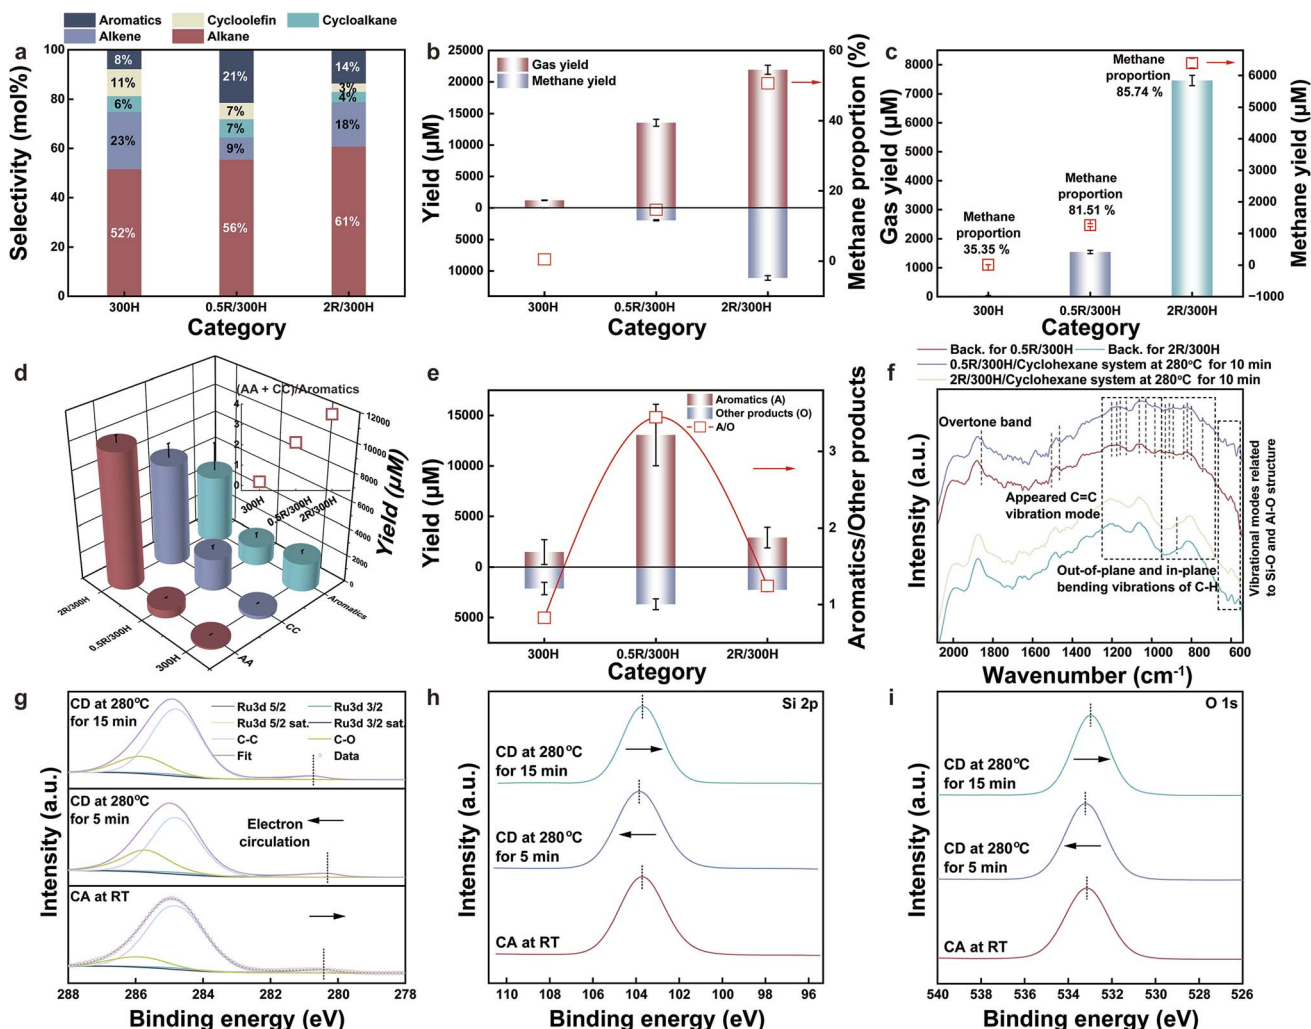 Aromatics Cycloolefin Cycloalkane
Alkene Alkane
a
Selectivity (mol%)
100
80
60
40
20
0
8%
11%
6%
23%
52%
21%
7%
7%
9%
56%
14%
3%
4%
18%
61%
300H 0.5R/300H 2R/300H
Category
b
Yield (μM)
25000
20000
15000
10000
5000
0
5000
10000
Gas yield
Methane yield
60
40
20
0
Methane proportion (%)
300H 0.5R/300H 2R/300H
Category
c
Gas yield (μM)
8000
7000
6000
5000
4000
3000
2000
1000
0
Methane
proportion
85.74 %
Methane
proportion
81.51 %
Methane
proportion
35.35 %
6000
5000
4000
3000
2000
1000
0
−1000
Methane yield (μM)
300H 0.5R/300H 2R/300H
Category
d
(AA + CC)/Aromatics
4
3
2
1
0
300H
0.5R/300H
2R/300H
12000
10000
8000
6000
4000
2000
0
Yield (μM)
2R/300H
0.5R/300H
300H
AA
CC
Aromatics
e
Yield (μM)
15000
10000
5000
0
5000
Aromatics (A)
Other products (O)
A/O
3
2
1
Aromatics/Other products
300H 0.5R/300H 2R/300H
Category
f
Back. for 0.5R/300H Back. for 2R/300H
0.5R/300H/Cyclohexane system at 280°C for 10 min
2R/300H/Cyclohexane system at 280°C for 10 min
Intensity (a.u.)
Overtone band
Appeared C=C
vibration mode
Out-of-plane and in-plane
bending vibrations of C-H
Vibrational modes related
to Si-O and Al-O structure
2000 1800 1600 1400 1200 1000 800 600
Wavenumber (cm-1)
g
Intensity (a.u.)
CD at 280°C
for 15 min
Ru3d 5/2 Ru3d 3/2
Ru3d 5/2 sat. Ru3d 3/2 sat.
C-C C-O
Fit Data
CD at 280°C
for 5 min
Electron
circulation
CA at RT
288 286 284 282 280 278
Binding energy (eV)
h
Intensity (a.u.)
Si 2p
CD at 280°C
for 15 min
CD at 280°C
for 5 min
CA at RT
110 108 106 104 102 100 98 96
Binding energy (eV)
i
Intensity (a.u.)
O 1s
CD at 280°C
for 15 min
CD at 280°C
for 5 min
CA at RT
540 538 536 534 532 530 528 526
Binding energy (eV)